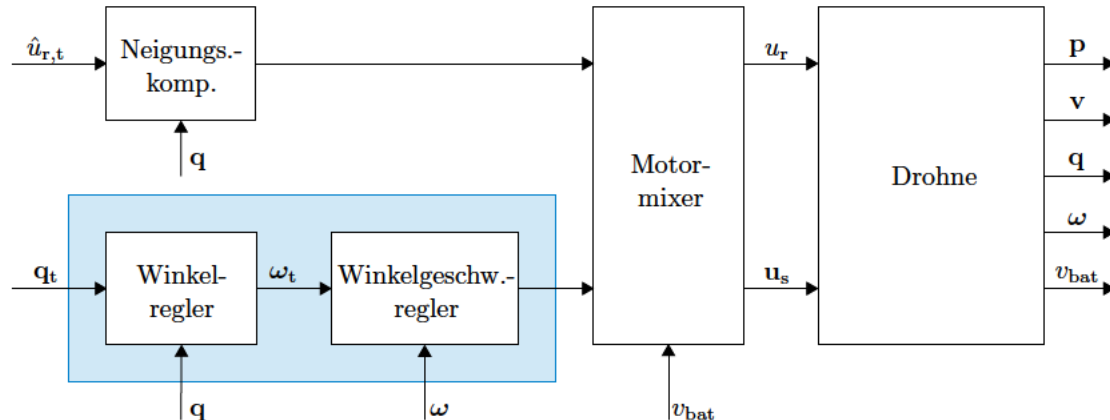 û_r,t
Neigungs.-
komp.
q
u_r
p
v
q
ω
v_bat
Motor-
mixer
Drohne
q_t
Winkel-
regler
ω_t
Winkelgeschw.-
regler
u_s
q
ω
v_bat